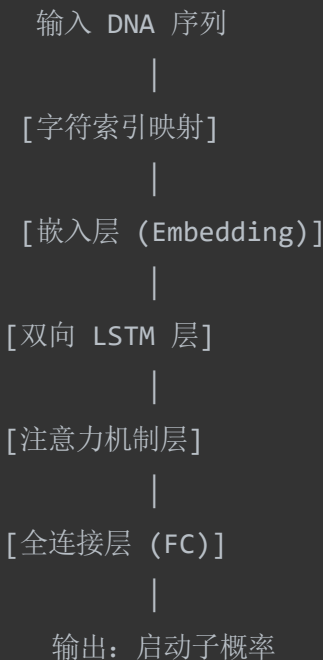 输入 DNA 序列
|
[字符索引映射]
|
[嵌入层 (Embedding)]
|
[双向 LSTM 层]
|
[注意力机制层]
|
[全连接层 (FC)]
|
输出: 启动子概率